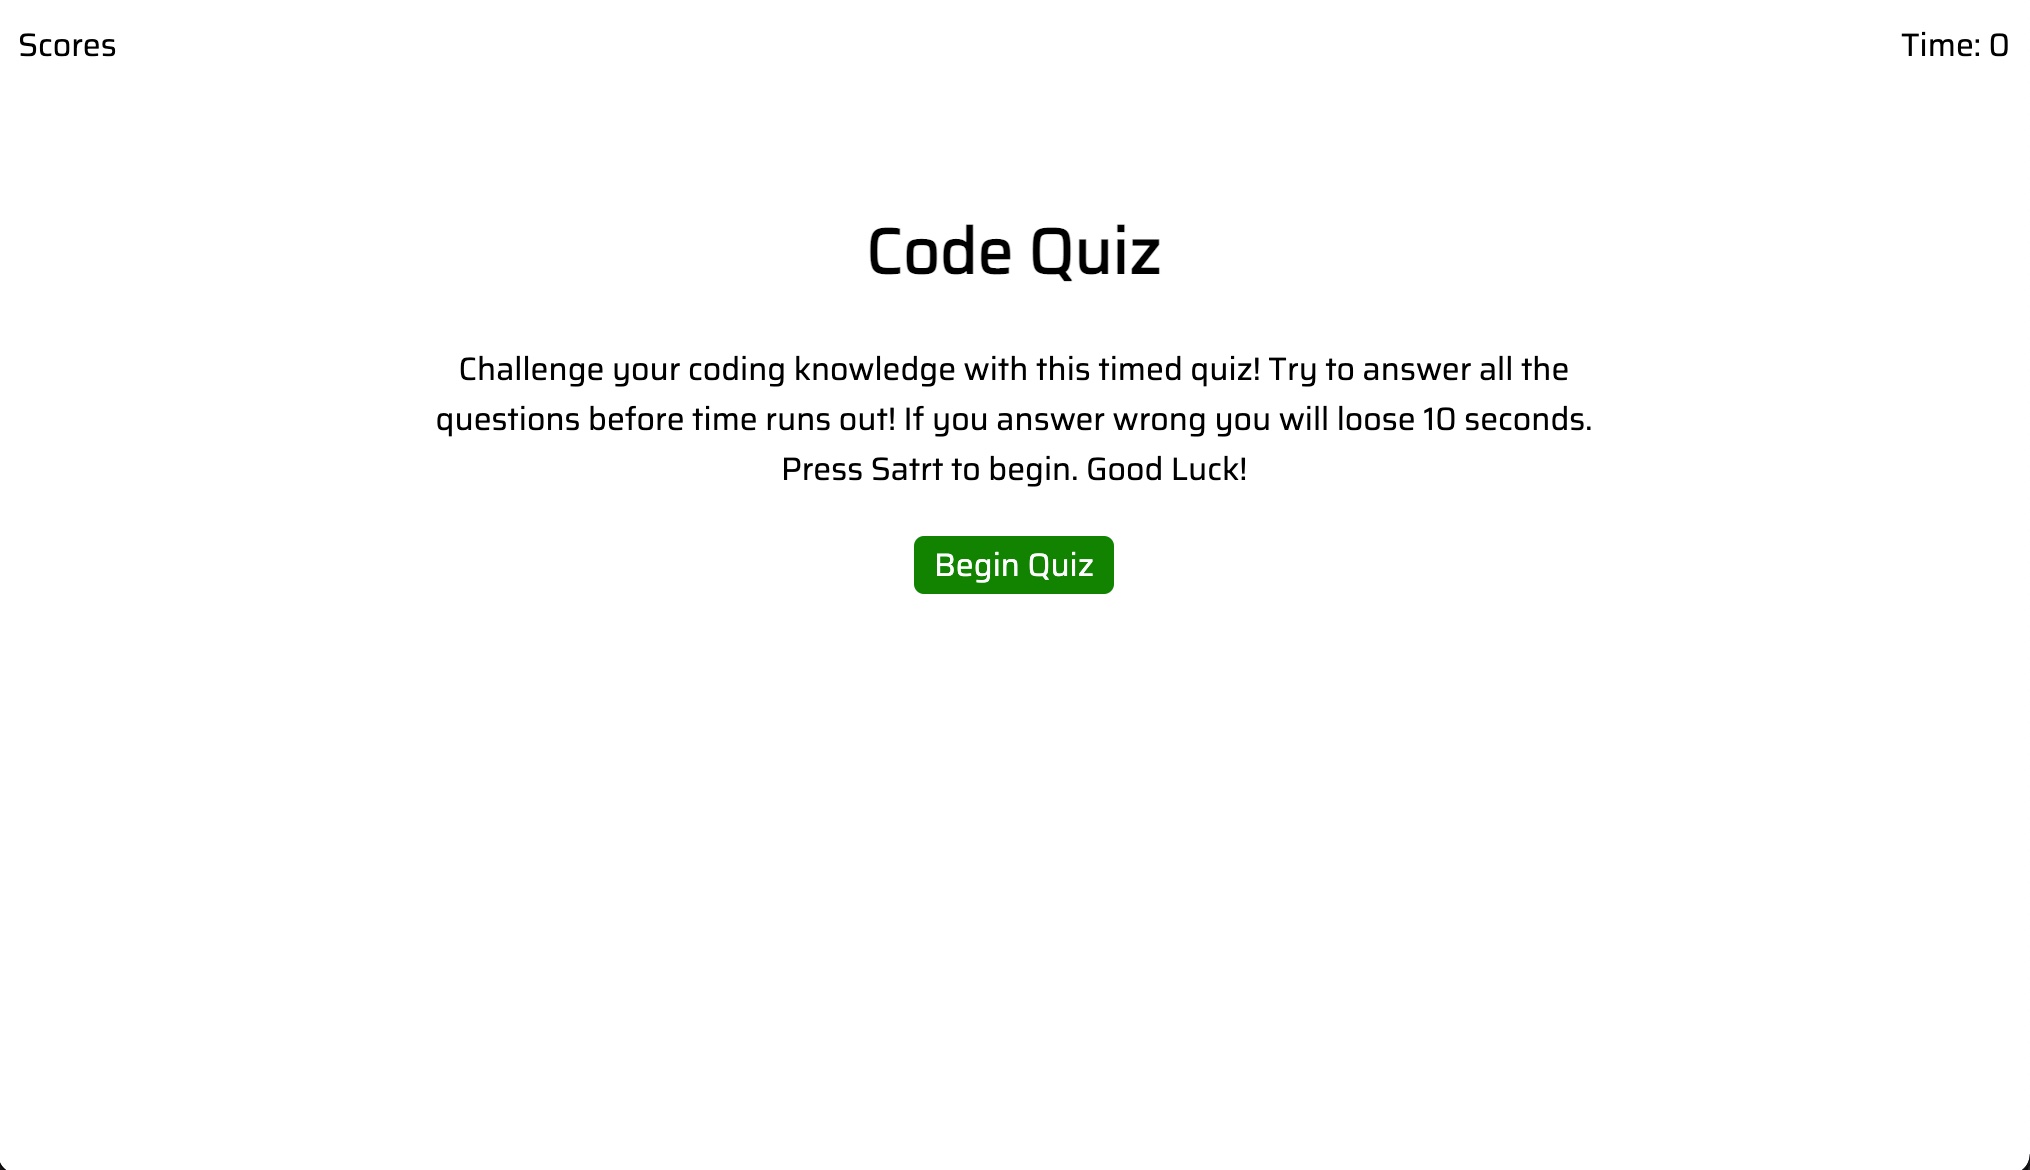 Scores
Time: 0
Code Quiz
Challenge your coding knowledge with this timed quiz! Try to answer all the
questions before time runs out! If you answer wrong you will loose 10 seconds.
Press Satrt to begin. Good Luck!
Begin Quiz